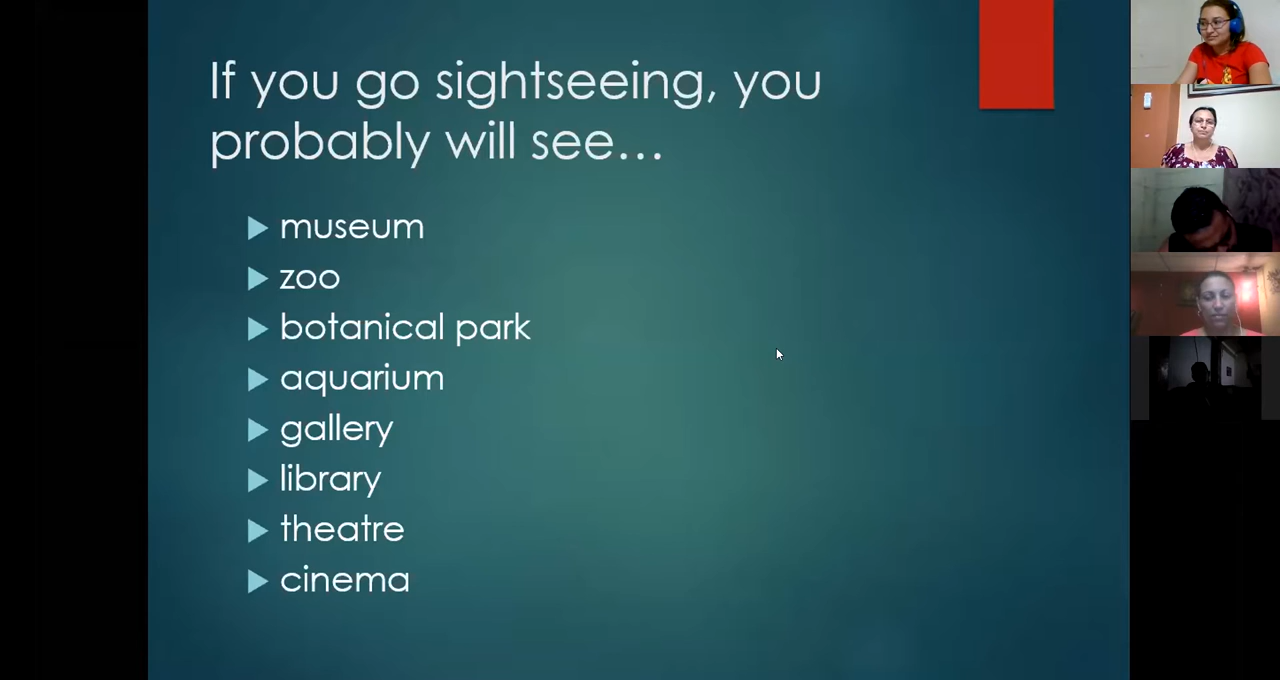 If you go sightseeing, you
probably will see…
museum
zoo
botanical park
aquarium
gallery
library
theatre
cinema